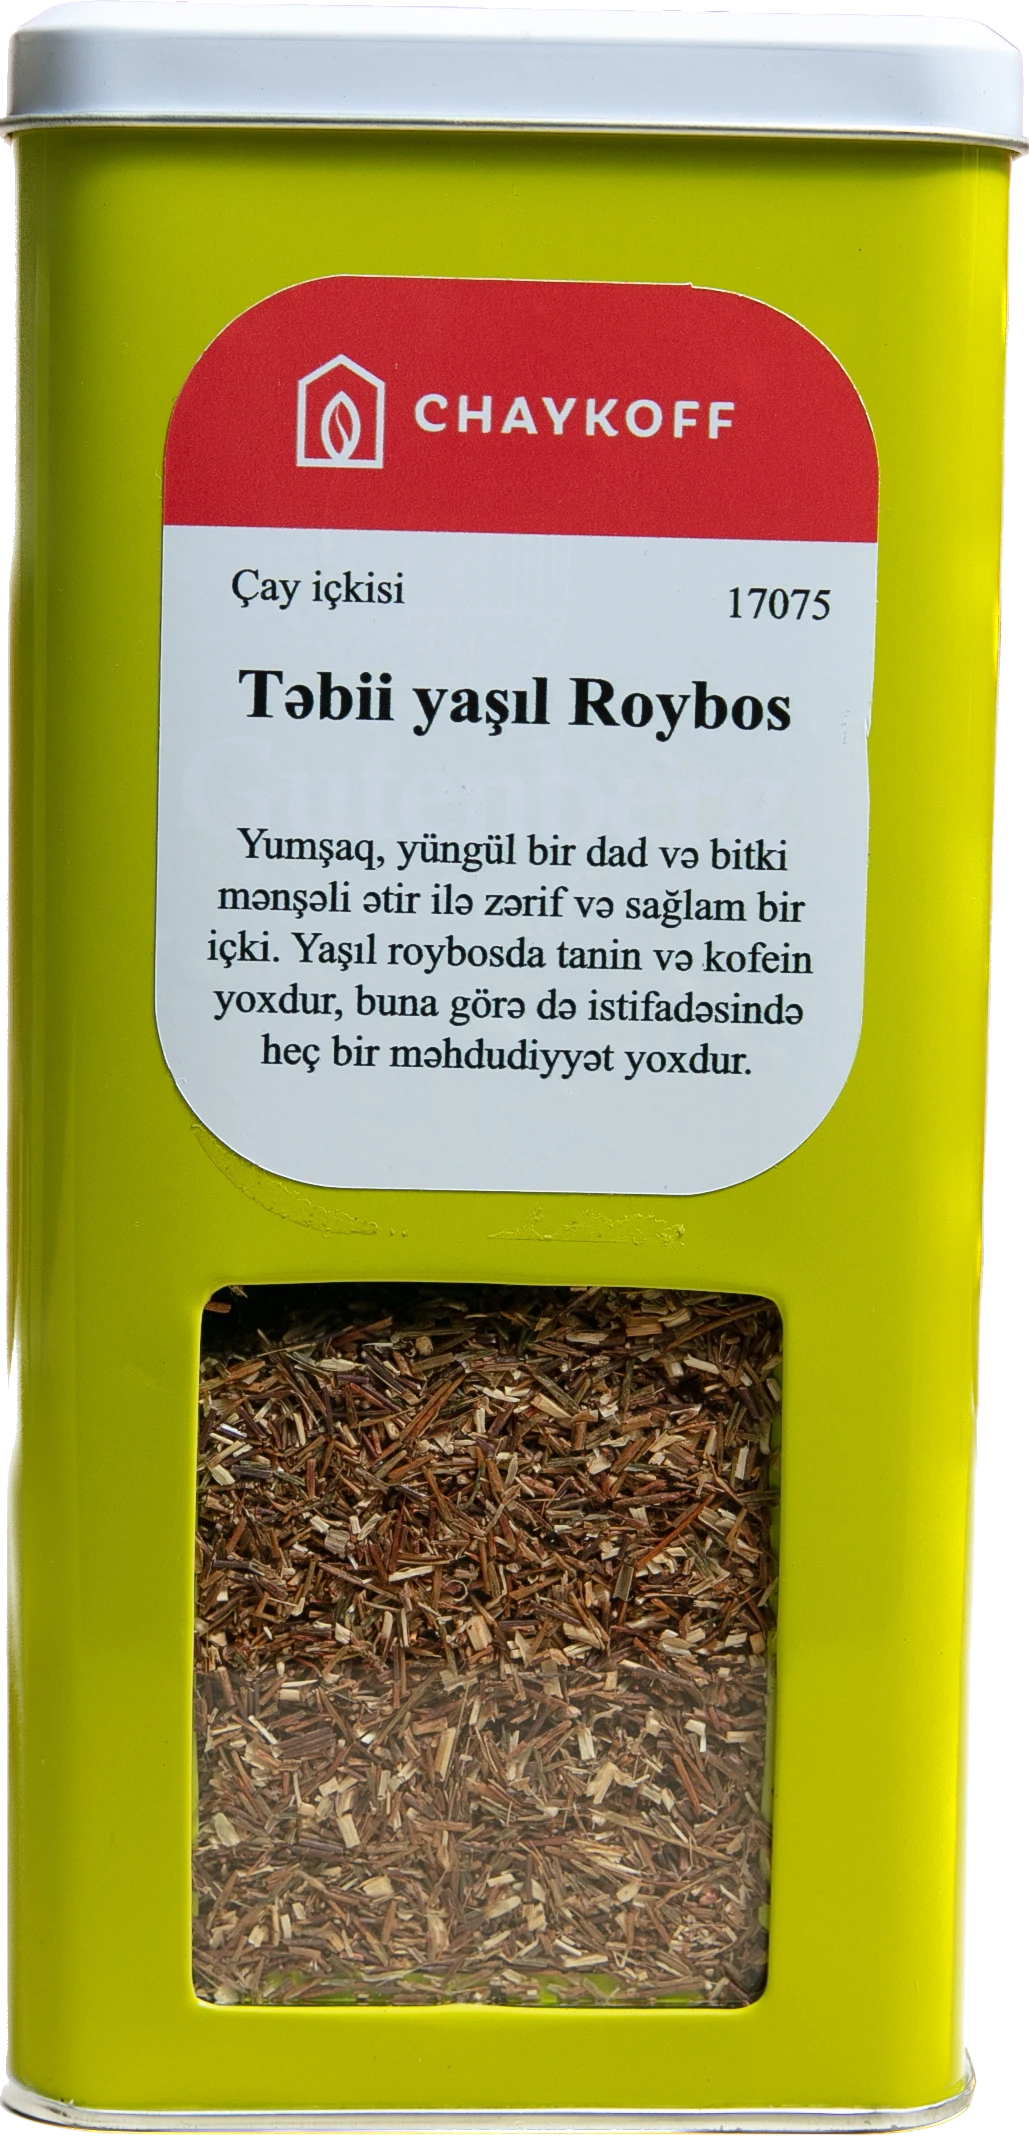 CHAYKOFF
Çay içkisi 17075
Təbii yaşıl Roybos
Gutenberg
Yumşaq, yüngül bir dad və bitki
mənşəli ətir ilə zərif və sağlam bir
içki. Yaşıl roybosda tanin və kofein
yoxdur, buna görə də istifadəsində
heç bir məhdudiyyət yoxdur.